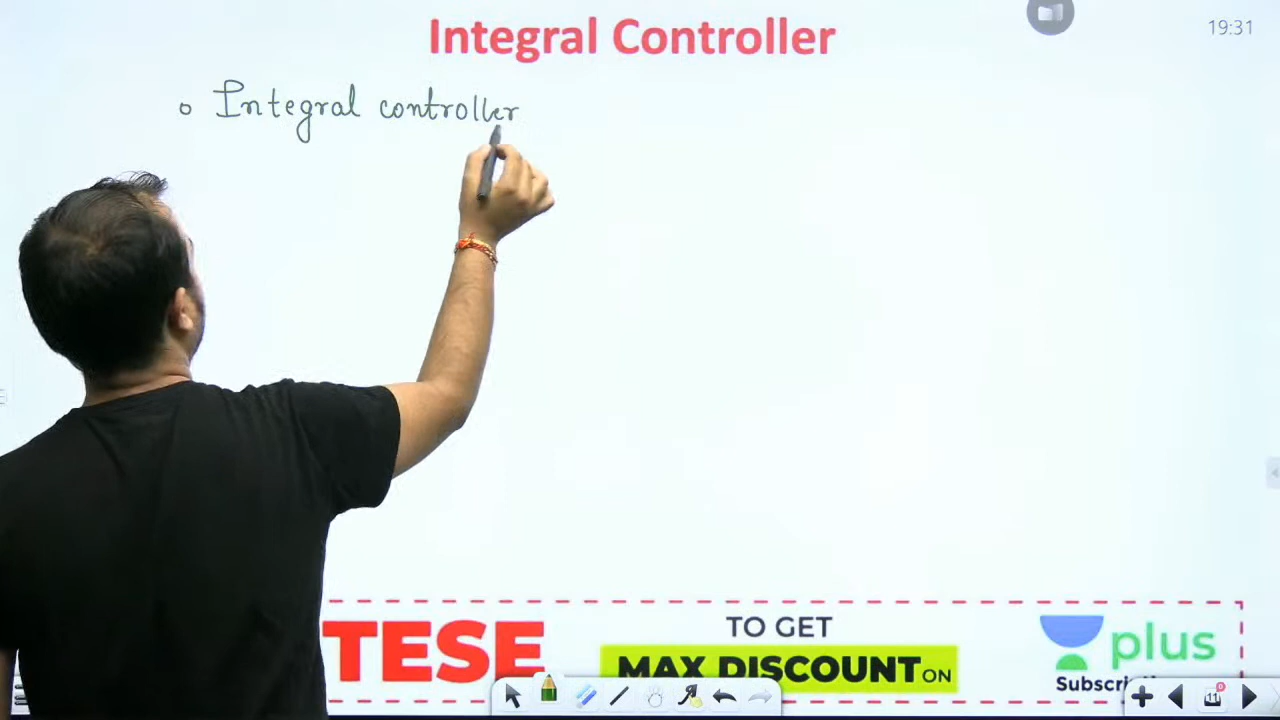 Integral Controller
19:31
o Integral controller
TESE
TO GET
MAX DISCOUNT ON
plus